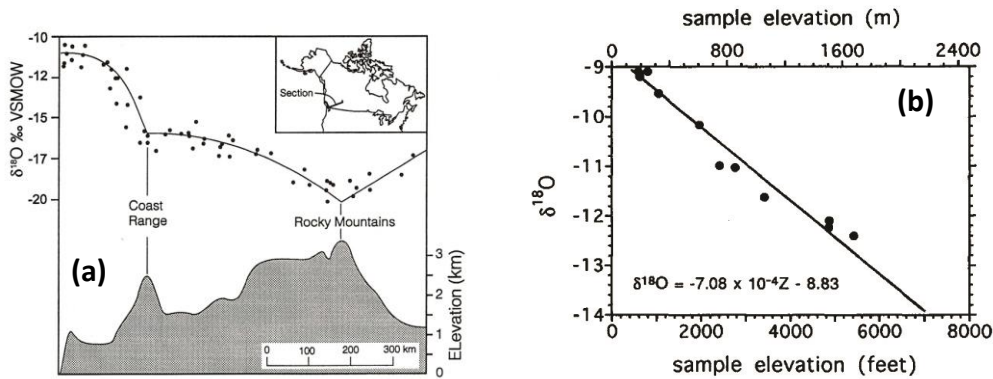 -10
-12
-15
-17
-20
δ¹⁸O ‰ VSMOW
Section
Coast
Range
Rocky Mountains
(a)
3
2
1
0
ELevation (km)
0 100 200 300 km
sample elevation (m)
0 800 1600 2400
-9
-10
-11
-12
-13
-14
δ¹⁸O
(b)
δ¹⁸O = -7.08 x 10⁻⁴Z - 8.83
0 2000 4000 6000 8000
sample elevation (feet)